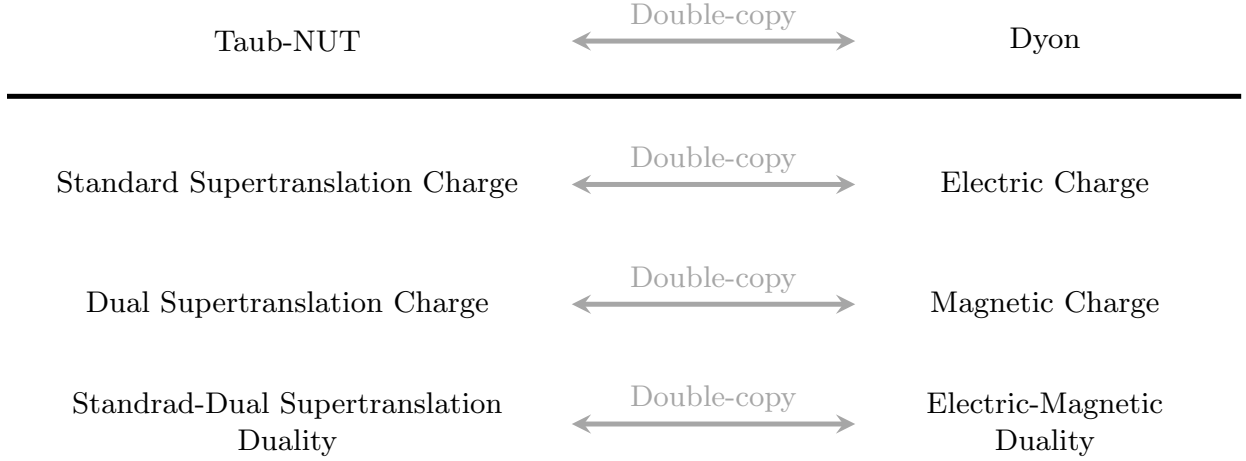 Taub-NUT Double-copy Dyon
Standard Supertranslation Charge Double-copy Electric Charge
Dual Supertranslation Charge Double-copy Magnetic Charge
Standrad-Dual Supertranslation Double-copy Electric-Magnetic
Duality Duality